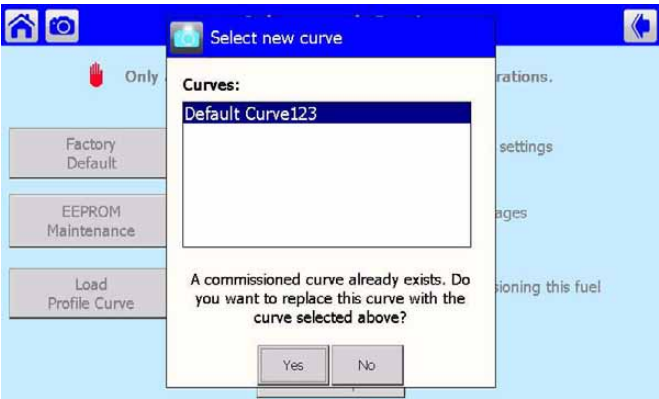 Select new curve
Only
rations.
Curves:
Default Curve123
Factory
Default
settings
EEPROM
Maintenance
ages
Load
Profile Curve
sioning this fuel
A commissioned curve already exists. Do
you want to replace this curve with the
curve selected above?
Yes
No